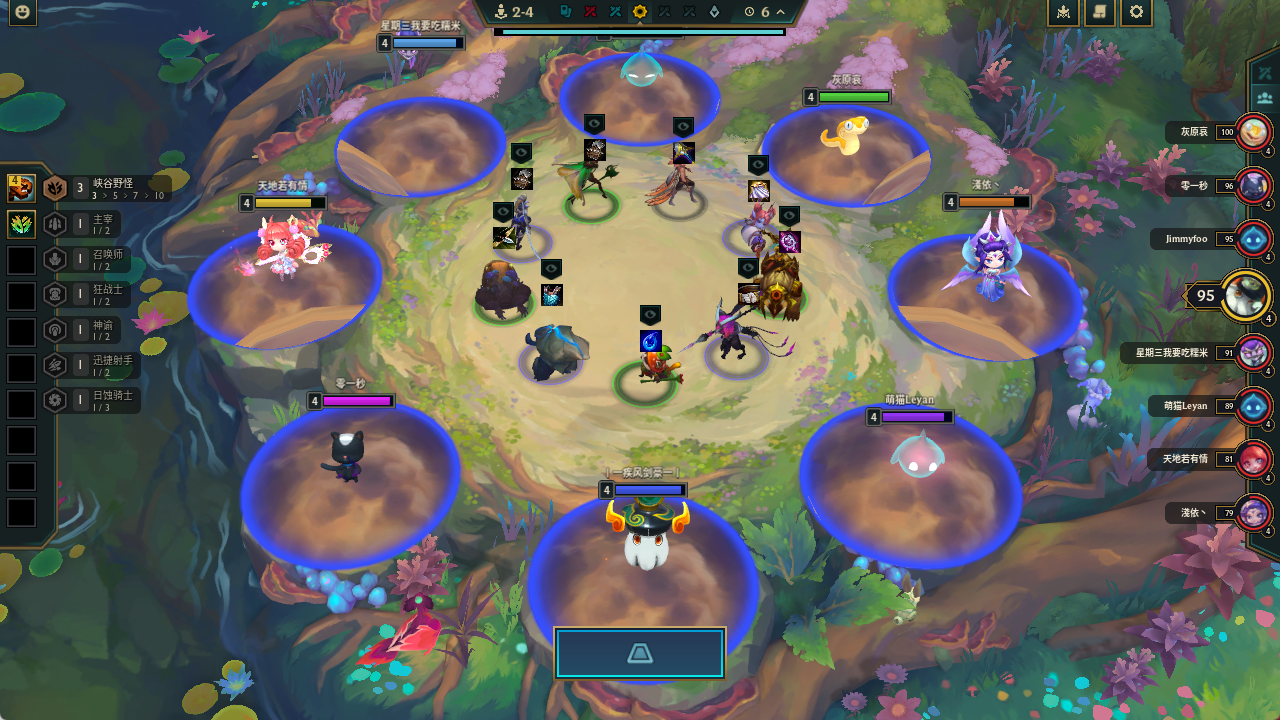 2-4
6
星期三我要吃糯米
4
灰原哀
4
天地若有情
4
淺依丶
4
零一秒
4
萌猫Leyan
4
丨一疾风剑豪一丨
4
4
3
峡谷野怪
3 > 5 > 7 > 10
1
主宰
1 / 2
1
召唤师
1 / 2
1
狂战士
1 / 2
1
神谕
1 / 2
1
迅捷射手
1 / 2
1
日蚀骑士
1 / 3
灰原哀
100
4
零一秒
96
4
Jimmyfoo
95
4
95
4
星期三我要吃糯米
91
4
萌猫Leyan
89
4
天地若有情
81
4
淺依丶
79
4